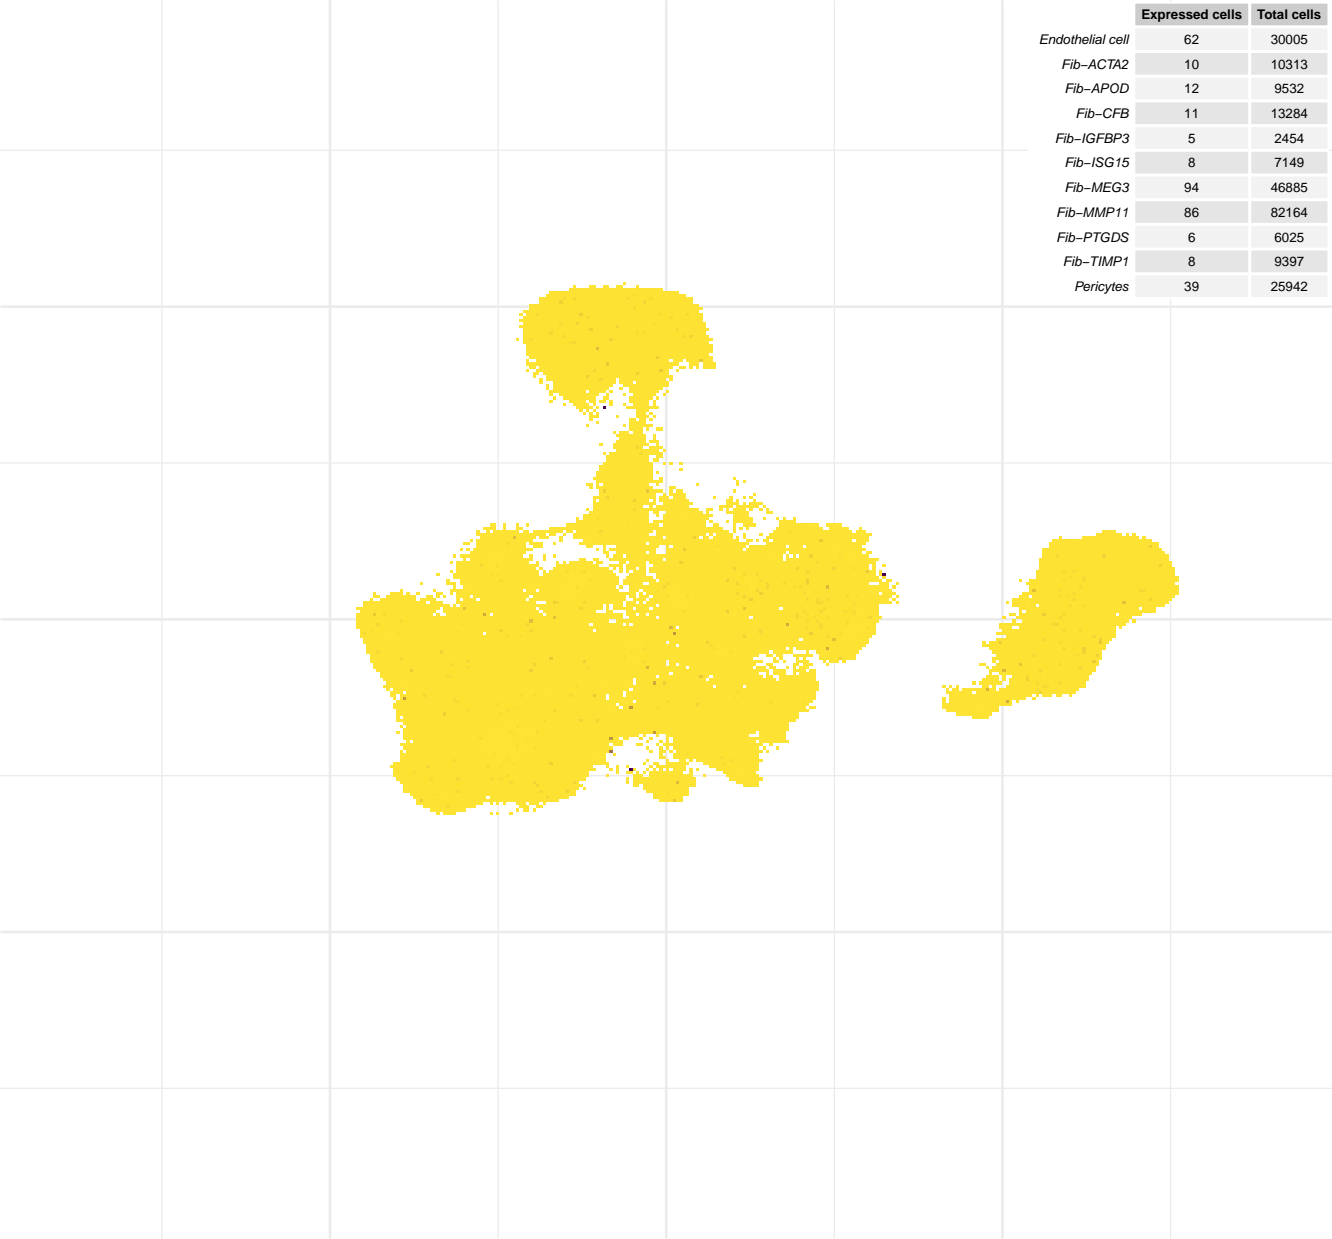 Expressed cells Total cells
Endothelial cell 62 30005
Fib−ACTA2 10 10313
Fib−APOD 12 9532
Fib−CFB 11 13284
Fib−IGFBP3 5 2454
Fib−ISG15 8 7149
Fib−MEG3 94 46885
Fib−MMP11 86 82164
Fib−PTGDS 6 6025
Fib−TIMP1 8 9397
Pericytes 39 25942